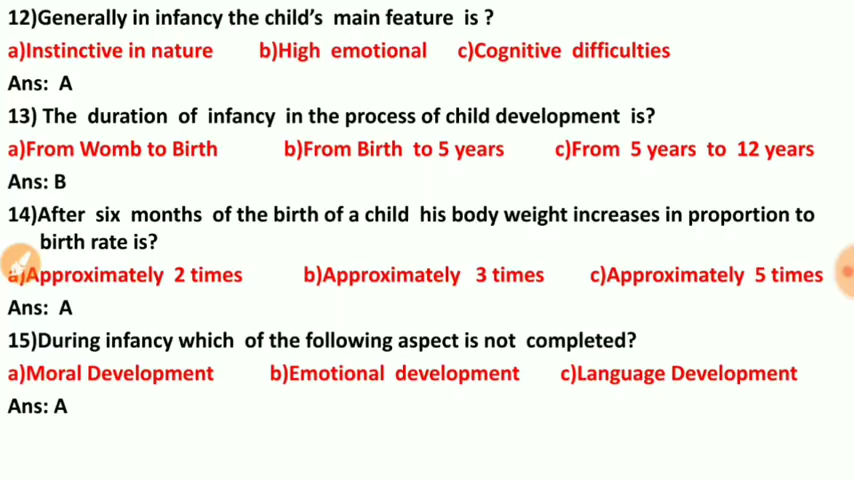 12)Generally in infancy the child's main feature is ?
a)Instinctive in nature b)High emotional c)Cognitive difficulties
Ans: A
13) The duration of infancy in the process of child development is?
a)From Womb to Birth b)From Birth to 5 years c)From 5 years to 12 years
Ans: B
14)After six months of the birth of a child his body weight increases in proportion to
birth rate is?
a)Approximately 2 times b)Approximately 3 times c)Approximately 5 times
Ans: A
15)During infancy which of the following aspect is not completed?
a)Moral Development b)Emotional development c)Language Development
Ans: A